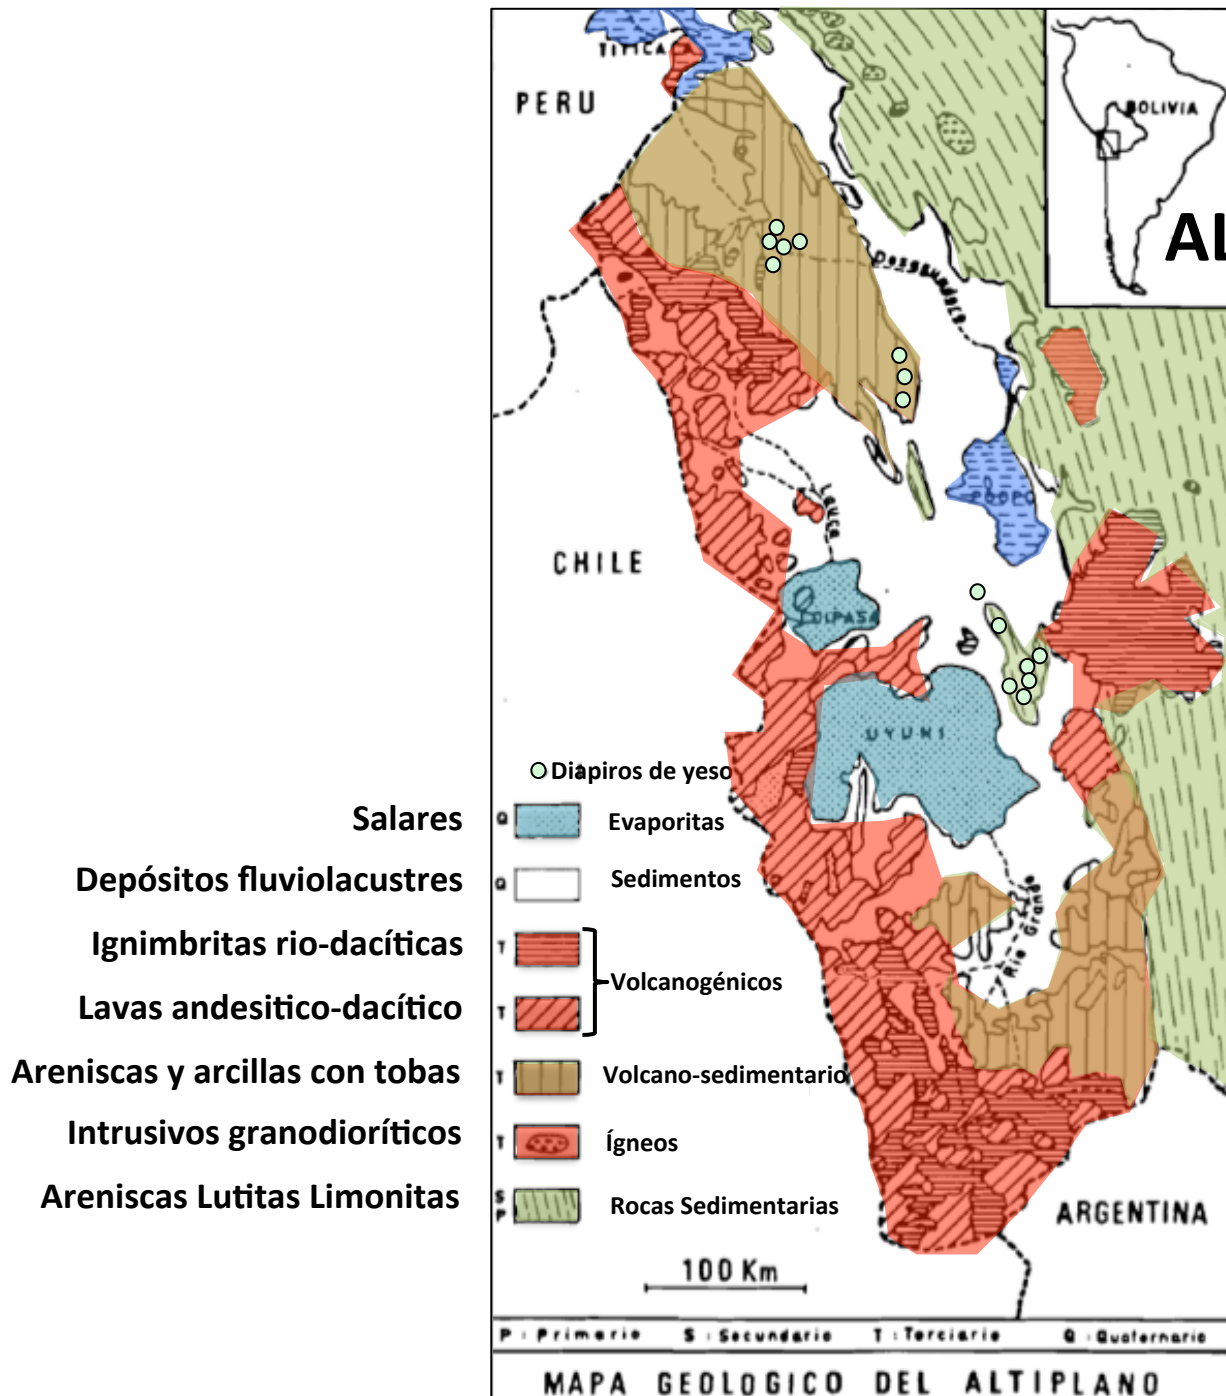 TITICACA
PERU
BOLIVIA
AL
Desaguadero
Lauca
POOPO
CHILE
COIPASA
UYUNI
Diapiros de yeso
Salares Q Evaporitas
Depósitos fluviolacustres Q Sedimentos
Ignimbritas rio-dacíticas T
Volcanogénicos
Lavas andesitico-dacítico T
Areniscas y arcillas con tobas T Volcano-sedimentario
Rio Grande
Intrusivos granodioríticos T Ígneos
Areniscas Lutitas Limonitas S P Rocas Sedimentarias
ARGENTINA
100 Km
P : Primario S : Secundario T : Terciario Q : Quaternario
MAPA GEOLOGICO DEL ALTIPLANO